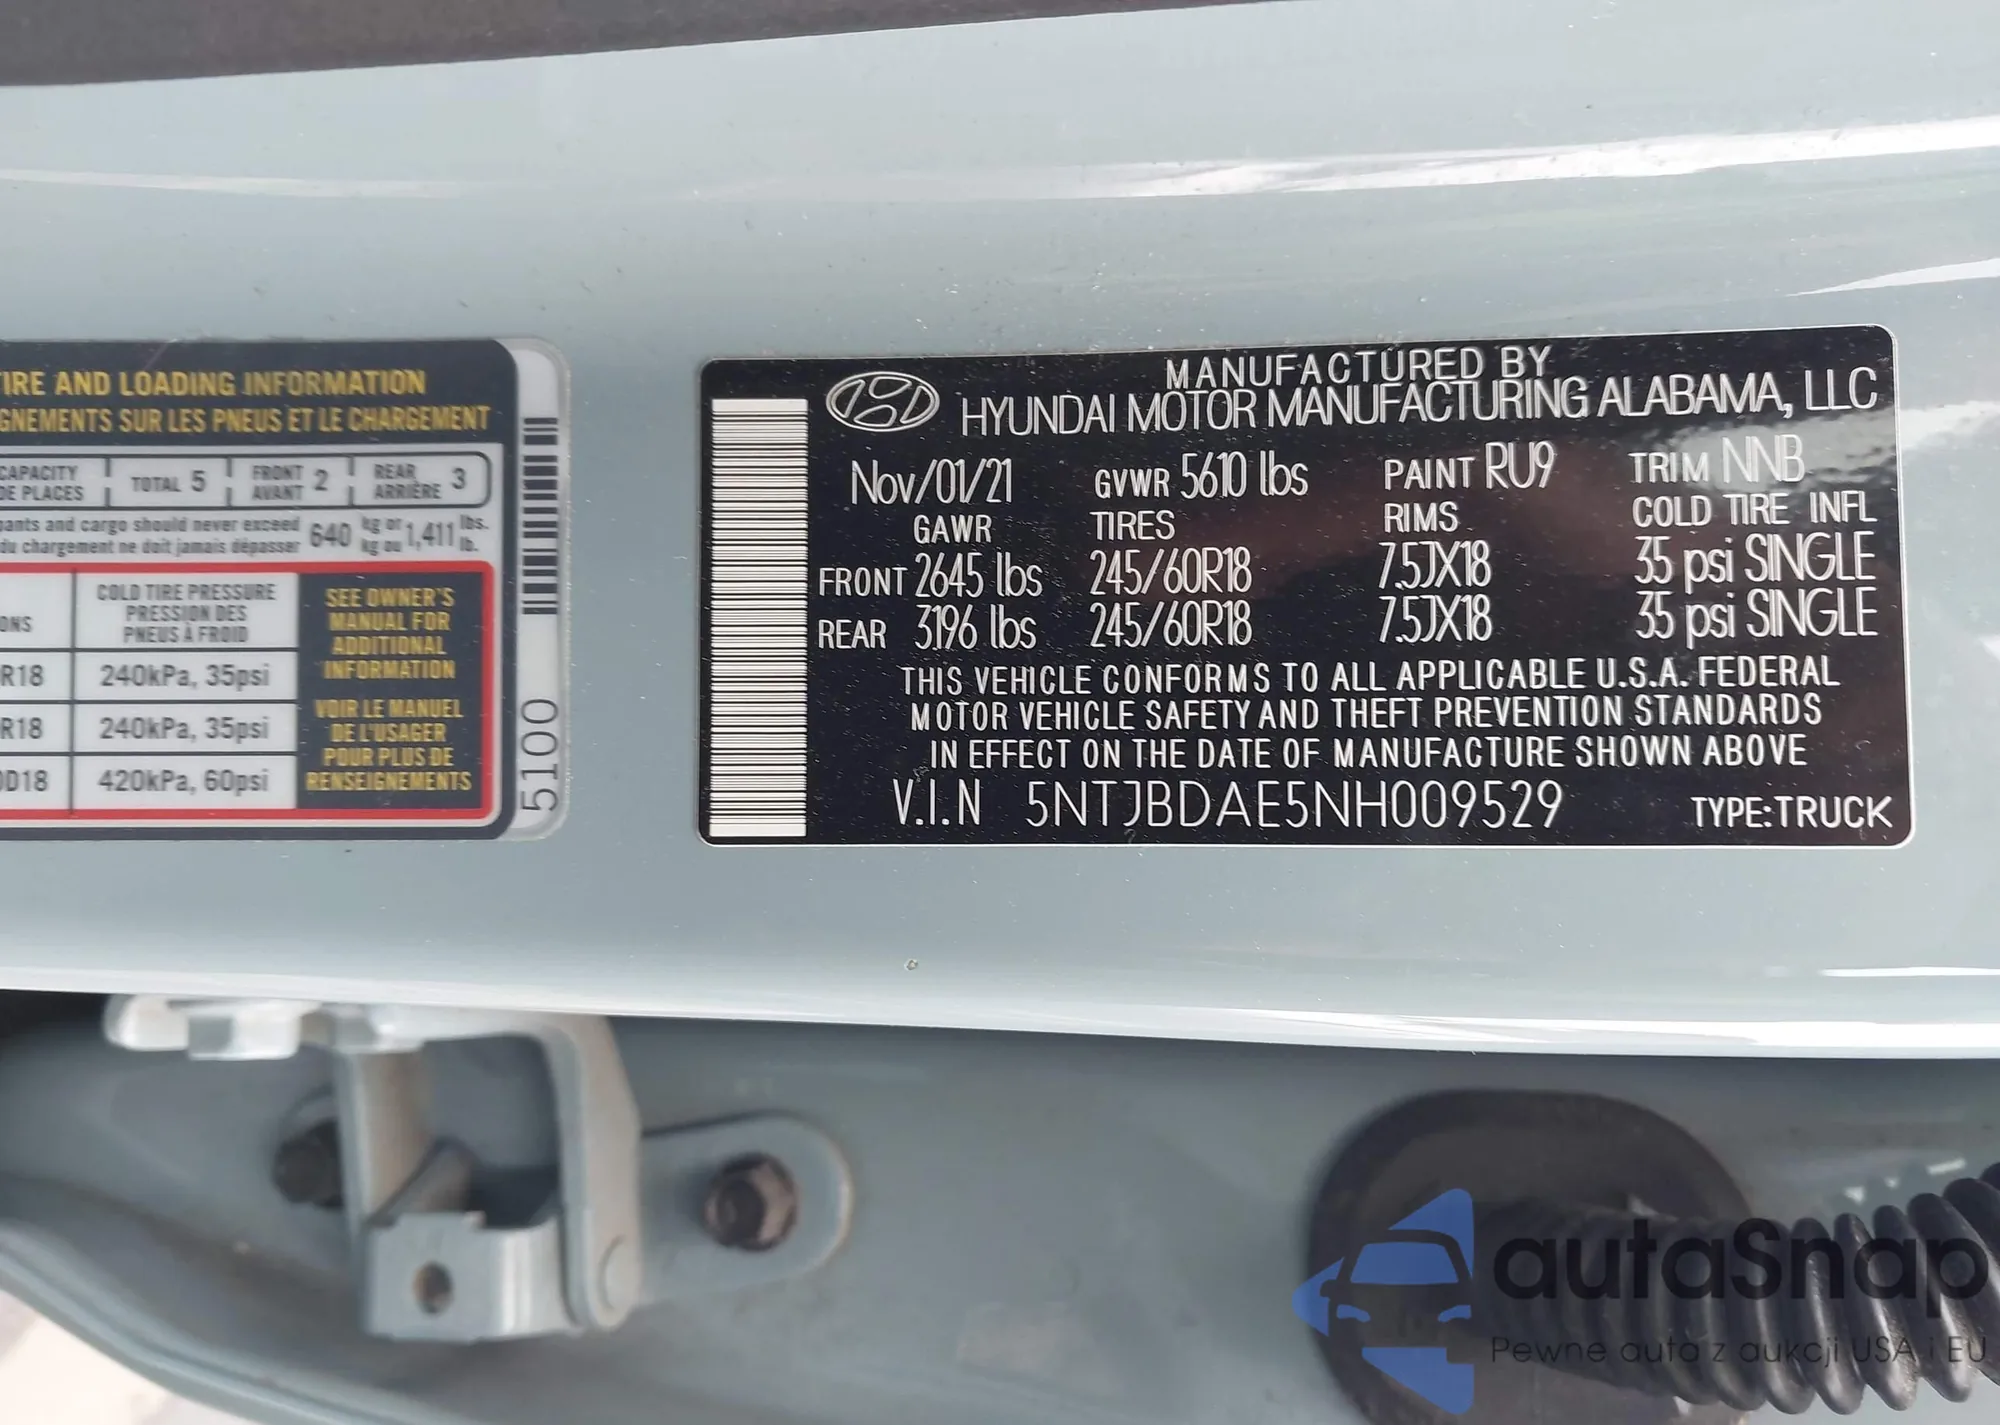 TIRE AND LOADING INFORMATION
GNEMENTS SUR LES PNEUS ET LE CHARGEMENT
CAPACITY
DE PLACES
TOTAL 5
FRONT
AVANT 2
REAR
ARRIÈRE 3
pants and cargo should never exceed
du chargement ne doit jamais dépasser
640 kg or 1,411 lbs.
kg ou lb.
ONS
COLD TIRE PRESSURE
PRESSION DES
PNEUS À FROID
R18 240kPa, 35psi
R18 240kPa, 35psi
D18 420kPa, 60psi
SEE OWNER'S
MANUAL FOR
ADDITIONAL
INFORMATION
VOIR LE MANUEL
DE L'USAGER
POUR PLUS DE
RENSEIGNEMENTS
5100
MANUFACTURED BY
HYUNDAI MOTOR MANUFACTURING ALABAMA, LLC
Nov/01/21 GVWR 5610 lbs PAINT RU9 TRIM NNB
GAWR TIRES RIMS COLD TIRE INFL
FRONT 2645 lbs 245/60R18 7.5JX18 35 psi SINGLE
REAR 3196 lbs 245/60R18 7.5JX18 35 psi SINGLE
THIS VEHICLE CONFORMS TO ALL APPLICABLE U.S.A. FEDERAL
MOTOR VEHICLE SAFETY AND THEFT PREVENTION STANDARDS
IN EFFECT ON THE DATE OF MANUFACTURE SHOWN ABOVE
V.I.N 5NTJBDAE5NH009529 TYPE:TRUCK
autaSnap
Pewne auta z aukcji USA i EU